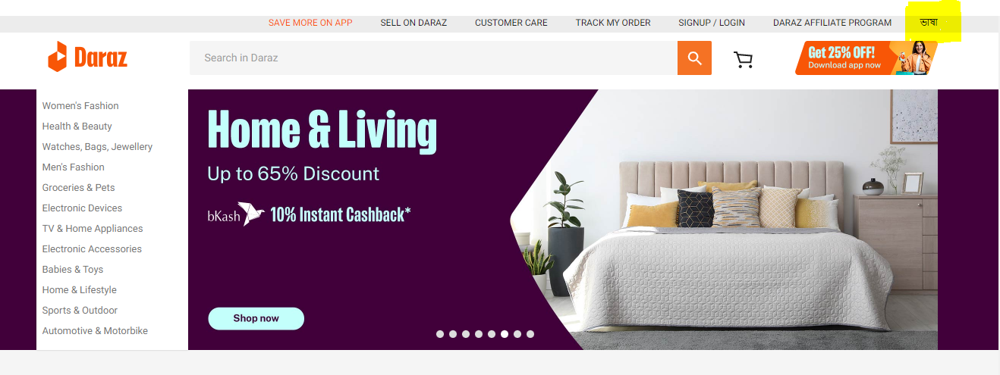 SAVE MORE ON APP SELL ON DARAZ CUSTOMER CARE TRACK MY ORDER SIGNUP / LOGIN DARAZ AFFILIATE PROGRAM ভাষা
Daraz
Search in Daraz
Get 25% OFF!
Download app now
Women's Fashion
Health & Beauty
Watches, Bags, Jewellery
Men's Fashion
Groceries & Pets
Electronic Devices
TV & Home Appliances
Electronic Accessories
Babies & Toys
Home & Lifestyle
Sports & Outdoor
Automotive & Motorbike
Home & Living
Up to 65% Discount
bKash 10% Instant Cashback*
Shop now